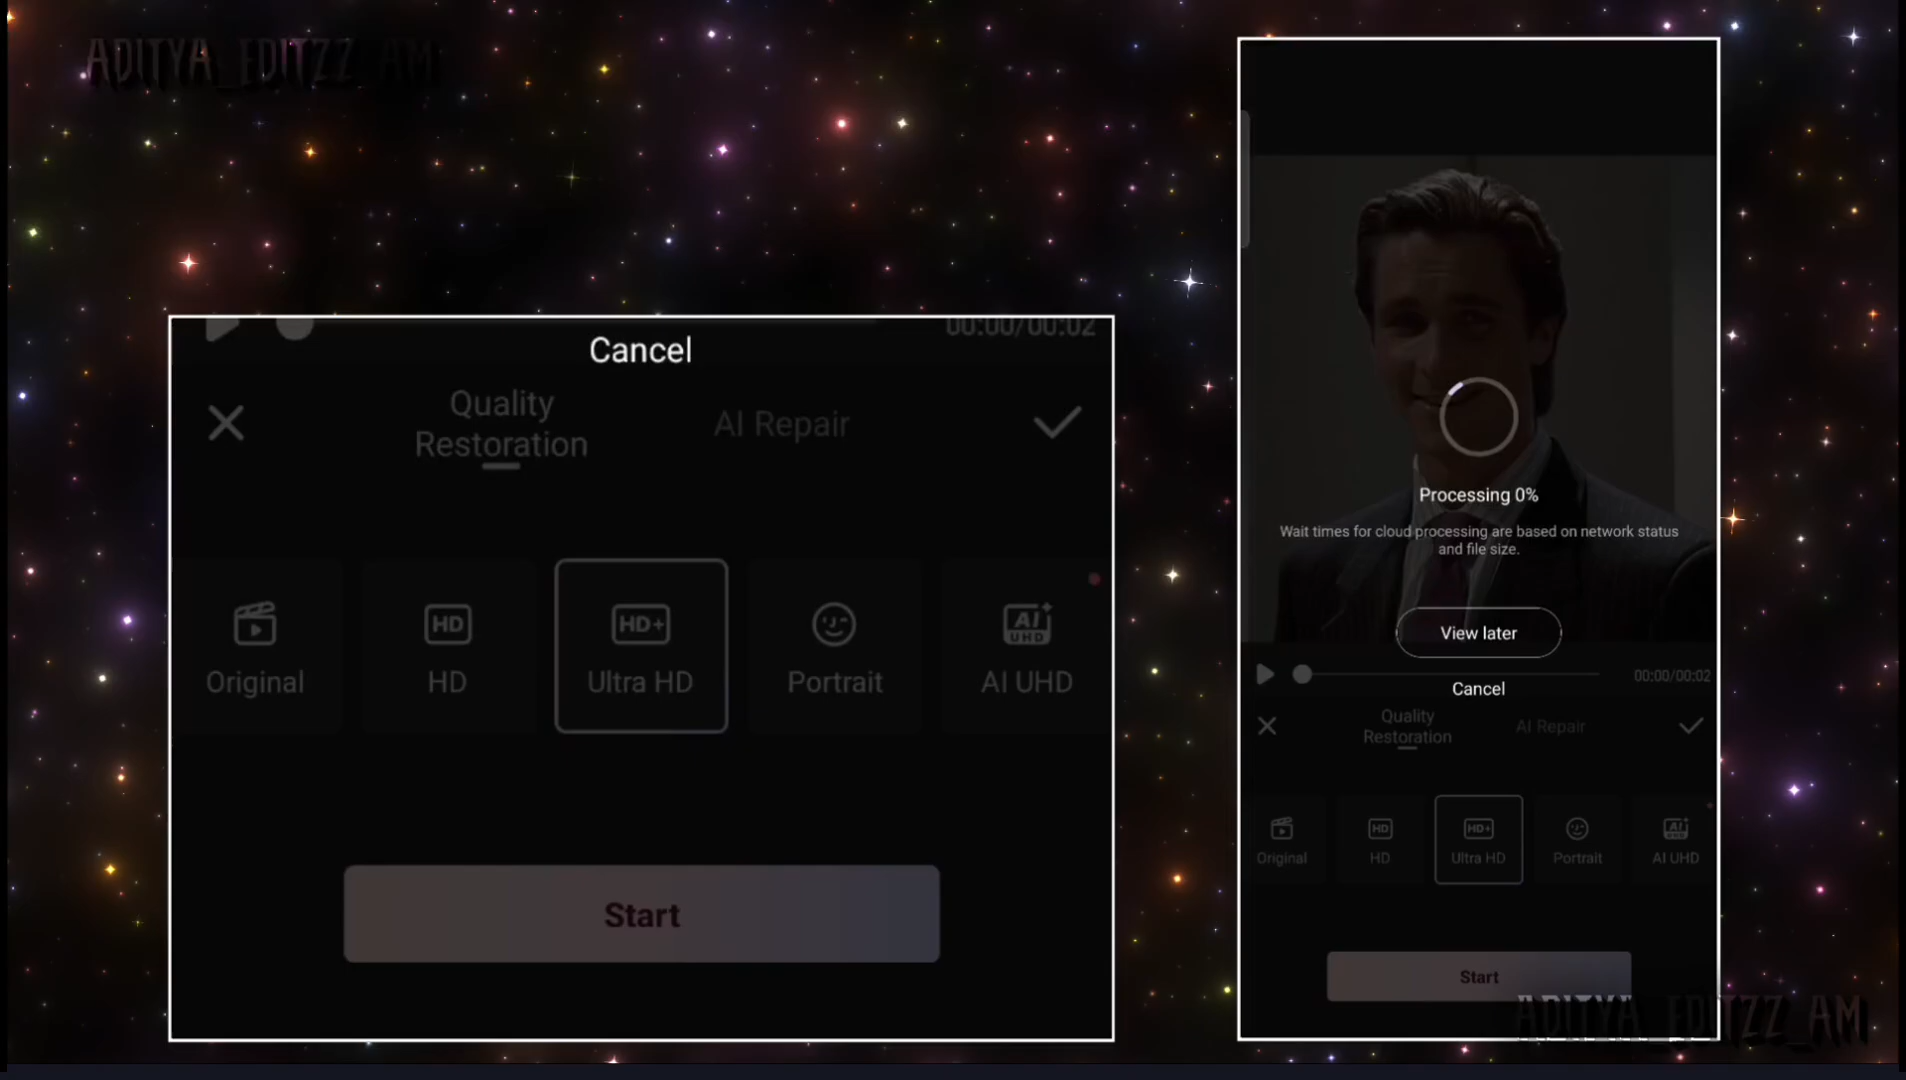 ADITYA_EDITZZ_AM
00:00/00:02
Cancel
Quality
Restoration
AI Repair
HD
HD+
AI
UHD
Original
HD
Ultra HD
Portrait
AI UHD
Start
Processing 0%
Wait times for cloud processing are based on network status
and file size.
View later
00:00/00:02
Cancel
Quality
Restoration
AI Repair
HD
HD+
AI
UHD
Original
HD
Ultra HD
Portrait
AI UHD
Start
ADITYA_EDITZZ_AM